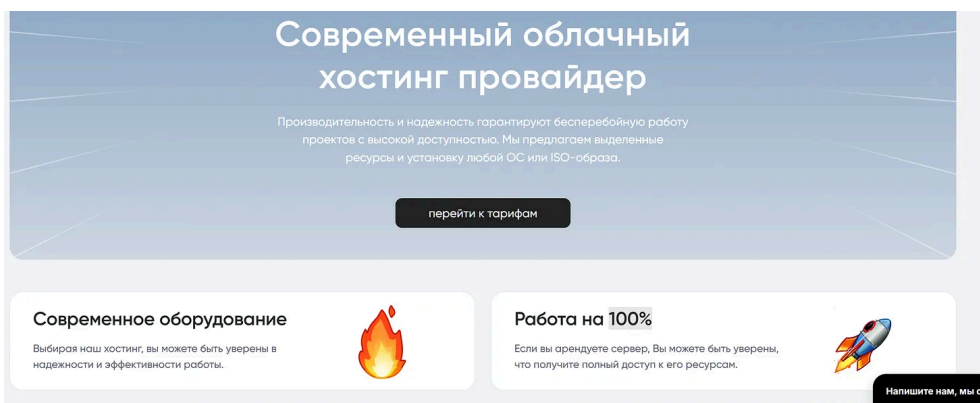 Современный облачный
хостинг провайдер
Производительность и надежность гарантируют бесперебойную работу
проектов с высокой доступностью. Мы предлагаем выделенные
ресурсы и установку любой ОС или ISO-образа.
перейти к тарифам
Современное оборудование
Выбирая наш хостинг, вы можете быть уверены в
надежности и эффективности работы.
Работа на 100%
Если вы арендуете сервер, Вы можете быть уверены,
что получите полный доступ к его ресурсам.
Напишите нам, мы